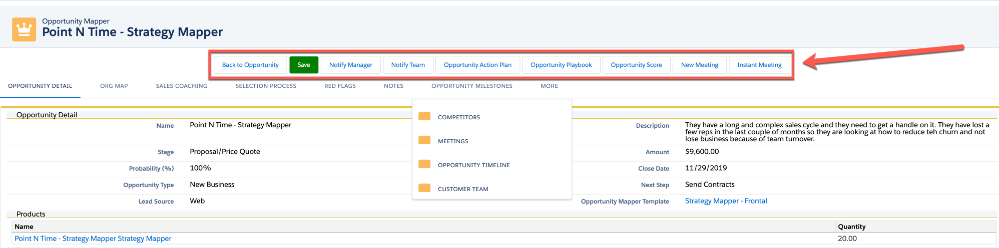 Opportunity Mapper
Point N Time - Strategy Mapper
Back to Opportunity Save Notify Manager Notify Team Opportunity Action Plan Opportunity Playbook Opportunity Score New Meeting Instant Meeting
OPPORTUNITY DETAIL ORG MAP SALES COACHING SELECTION PROCESS RED FLAGS NOTES OPPORTUNITY MILESTONES MORE
COMPETITORS
MEETINGS
OPPORTUNITY TIMELINE
CUSTOMER TEAM
Opportunity Detail
Name Point N Time - Strategy Mapper
Description They have a long and complex sales cycle and they need to get a handle on it. They have lost a
few reps in the last couple of months so they are looking at how to reduce teh churn and not
lose business because of team turnover.
Stage Proposal/Price Quote Amount $9,600.00
Probability (%) 100% Close Date 11/29/2019
Opportunity Type New Business Next Step Send Contracts
Lead Source Web Opportunity Mapper Template Strategy Mapper - Frontal
Products
Name Quantity
Point N Time - Strategy Mapper Strategy Mapper 20.00